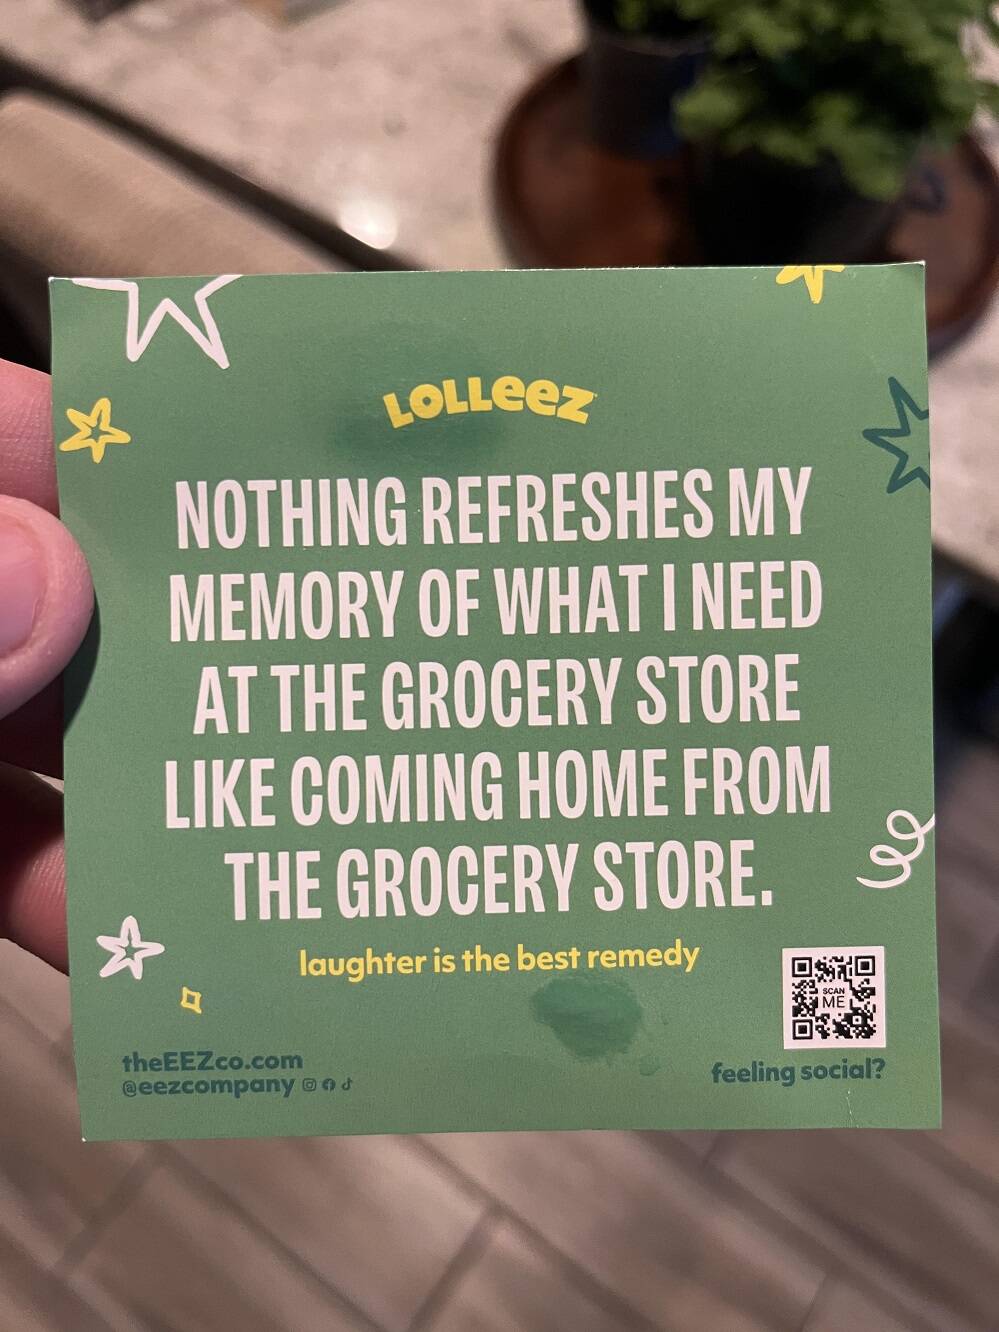 LOLLeez
NOTHING REFRESHES MY
MEMORY OF WHAT I NEED
AT THE GROCERY STORE
LIKE COMING HOME FROM
THE GROCERY STORE.
laughter is the best remedy
SCAN
ME
theEEZco.com
@eezcompany
feeling social?